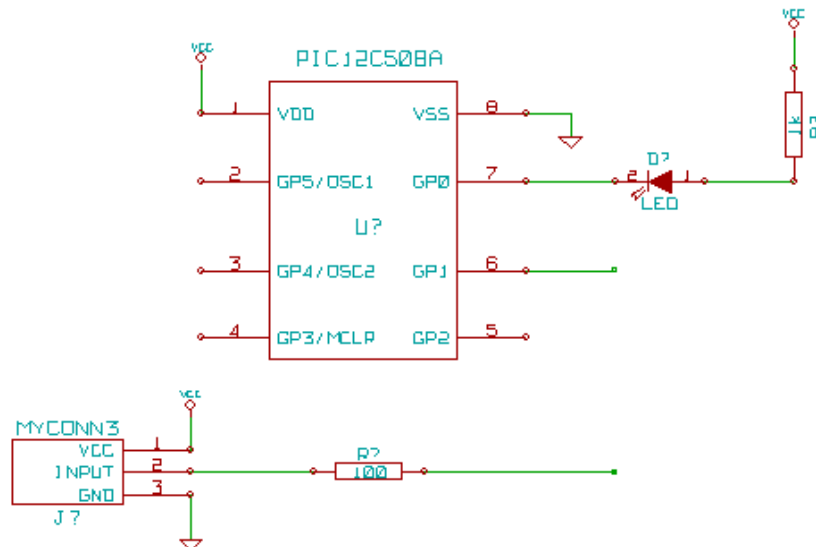 VCC
VCC
PIC12C508A
1 VDD VSS 8
1K
R?
2 GP5/OSC1 GP0 7
D?
2 1
LED
U?
3 GP4/OSC2 GP1 6
4 GP3/MCLR GP2 5
VCC
MYCONN3
VCC 1
INPUT 2
GND 3
J?
R?
100